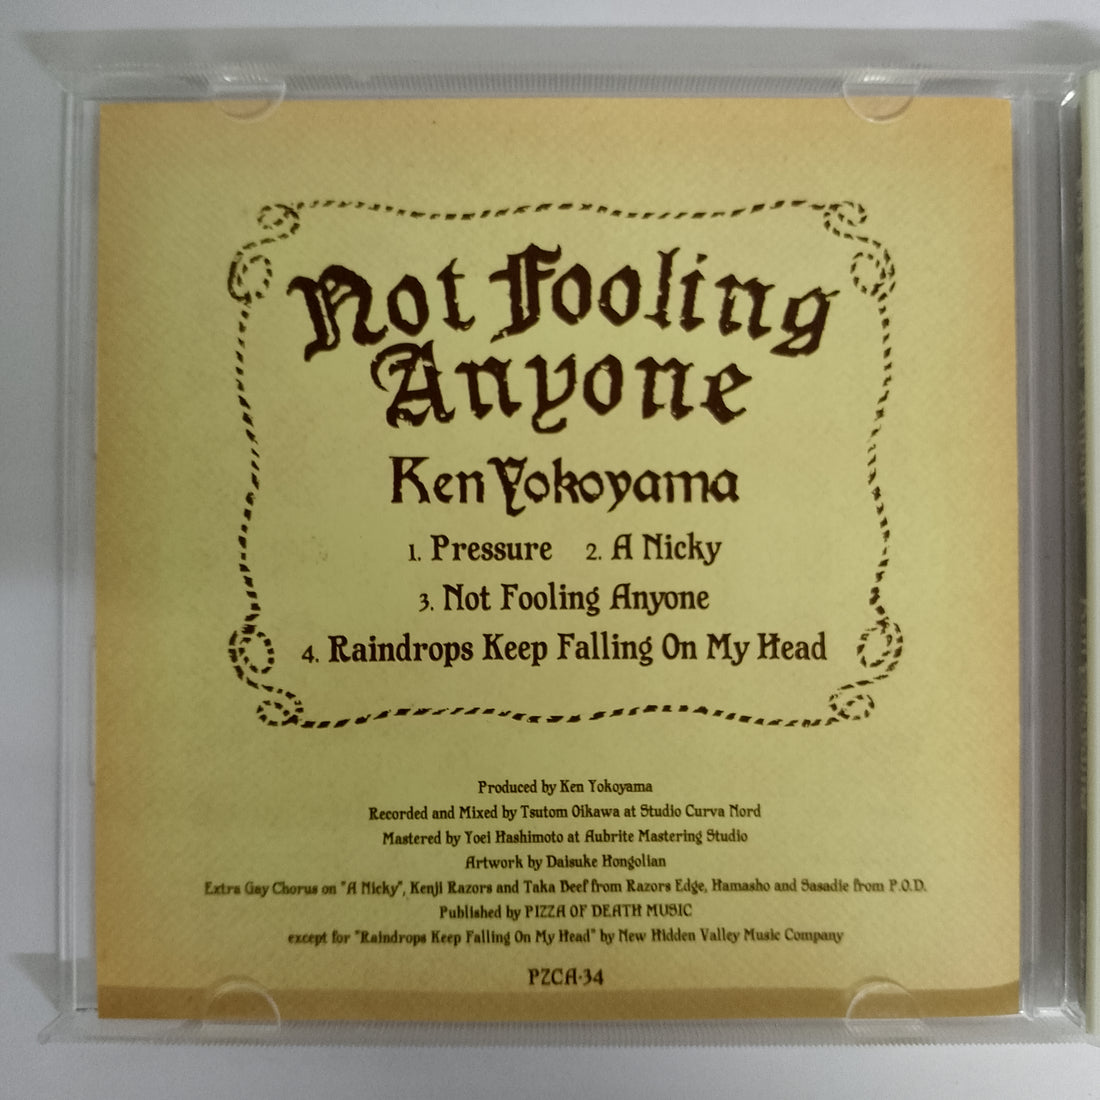 Not Fooling
Anyone
Ken Yokoyama
1. Pressure 2. A Nicky
3. Not Fooling Anyone
4. Raindrops Keep Falling On My Head
Produced by Ken Yokoyama
Recorded and Mixed by Tsutom Oikawa at Studio Curva Nord
Mastered by Yoei Hashimoto at Aubrite Mastering Studio
Artwork by Daisuke Hongolian
Extra Gay Chorus on "A Nicky", Kenji Razors and Taka Beef from Razors Edge, Hamasho and Sasadie from P.O.D.
Published by PIZZA OF DEATH MUSIC
except for "Raindrops Keep Falling On My Head" by New Hidden Valley Music Company
PZCA-34